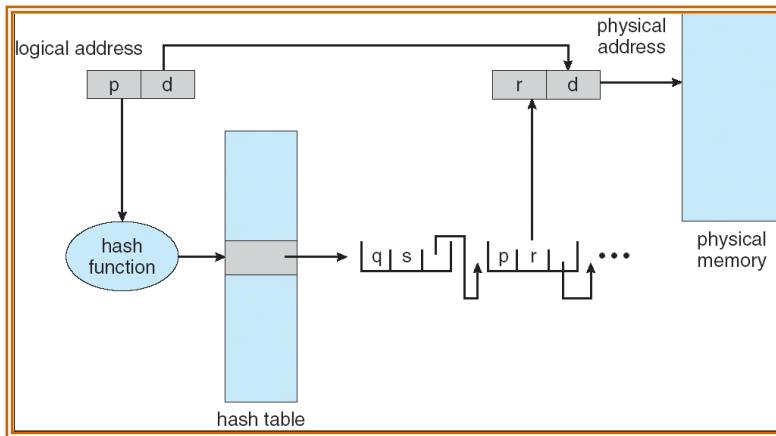 logical address
physical
address
p d
r d
hash
function
q s
p r
•••
physical
memory
hash table